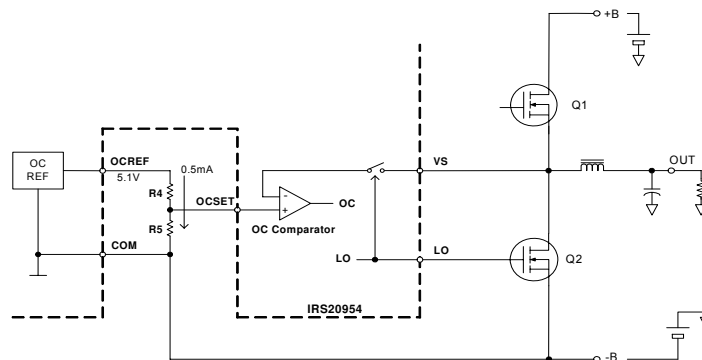 +B
Q1
OC
REF
OCREF
5.1V
0.5mA
R4
R5
OCSET
COM
-
+
OC
OC Comparator
VS
OUT
LO
LO
Q2
IRS20954
-B